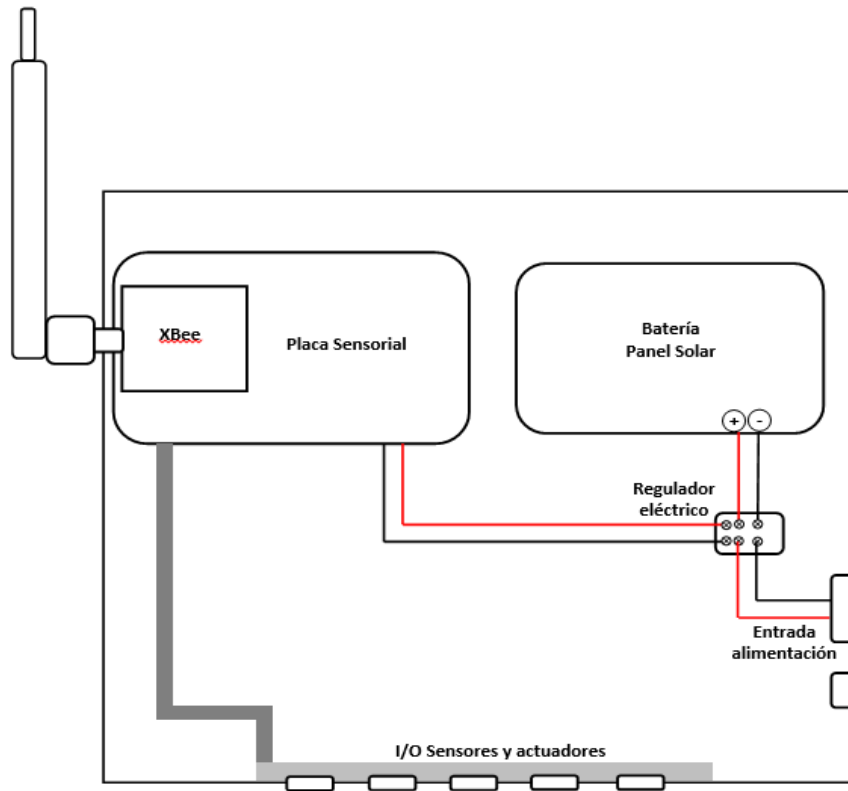 XBee
Placa Sensorial
Batería
Panel Solar
+ -
Regulador
eléctrico
Entrada
alimentación
I/O Sensores y actuadores